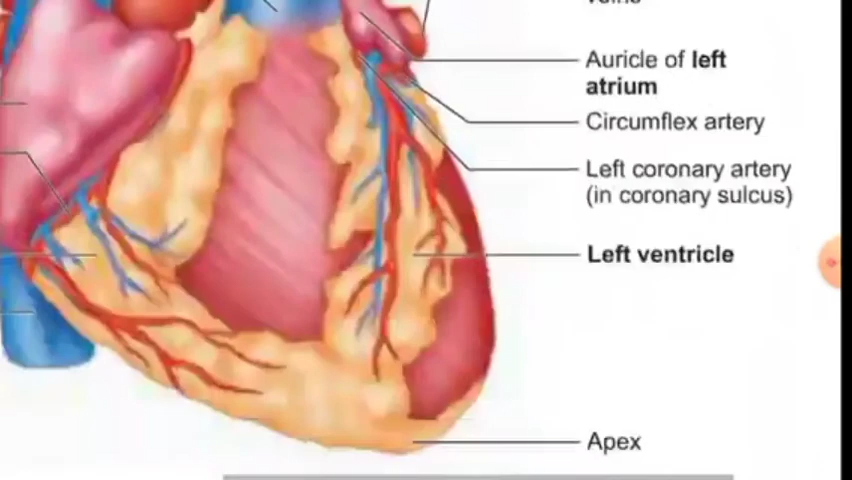 Auricle of left
atrium
Circumflex artery
Left coronary artery
(in coronary sulcus)
Left ventricle
Apex